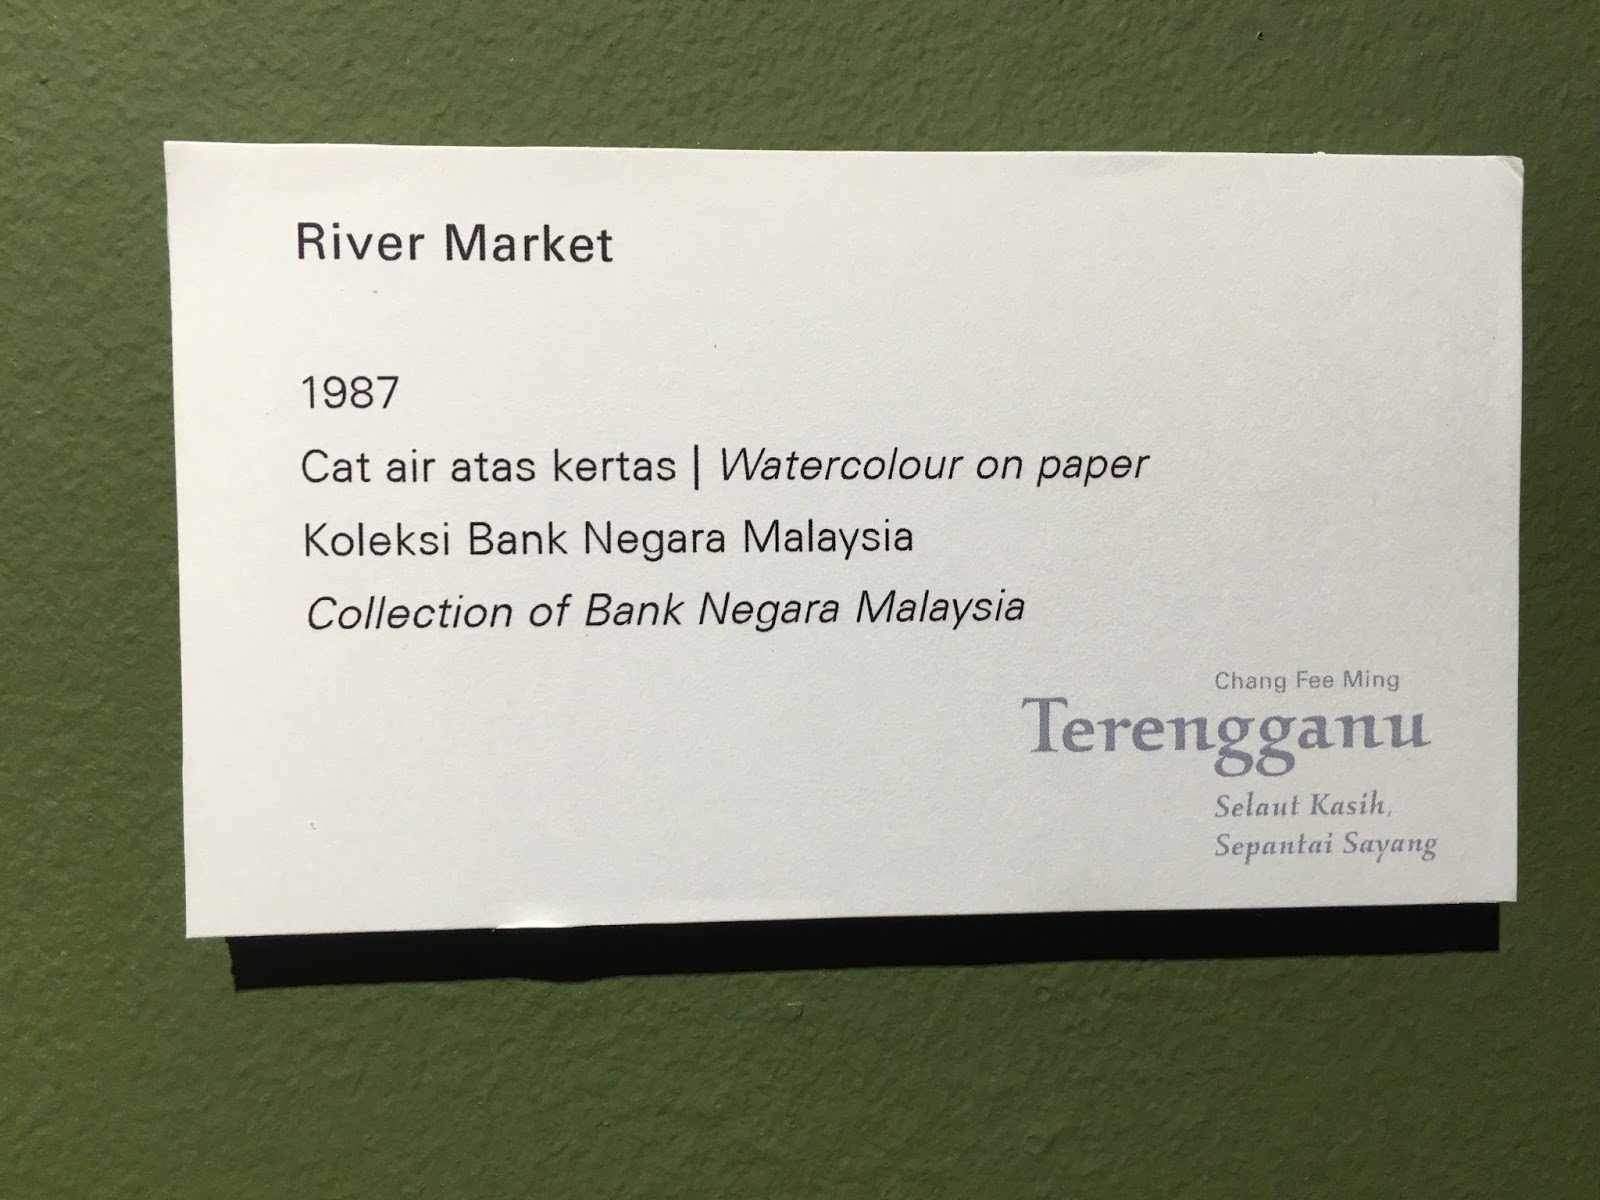 River Market
1987
Cat air atas kertas | Watercolour on paper
Koleksi Bank Negara Malaysia
Collection of Bank Negara Malaysia
Chang Fee Ming
Terengganu
Selaut Kasih,
Sepantai Sayang